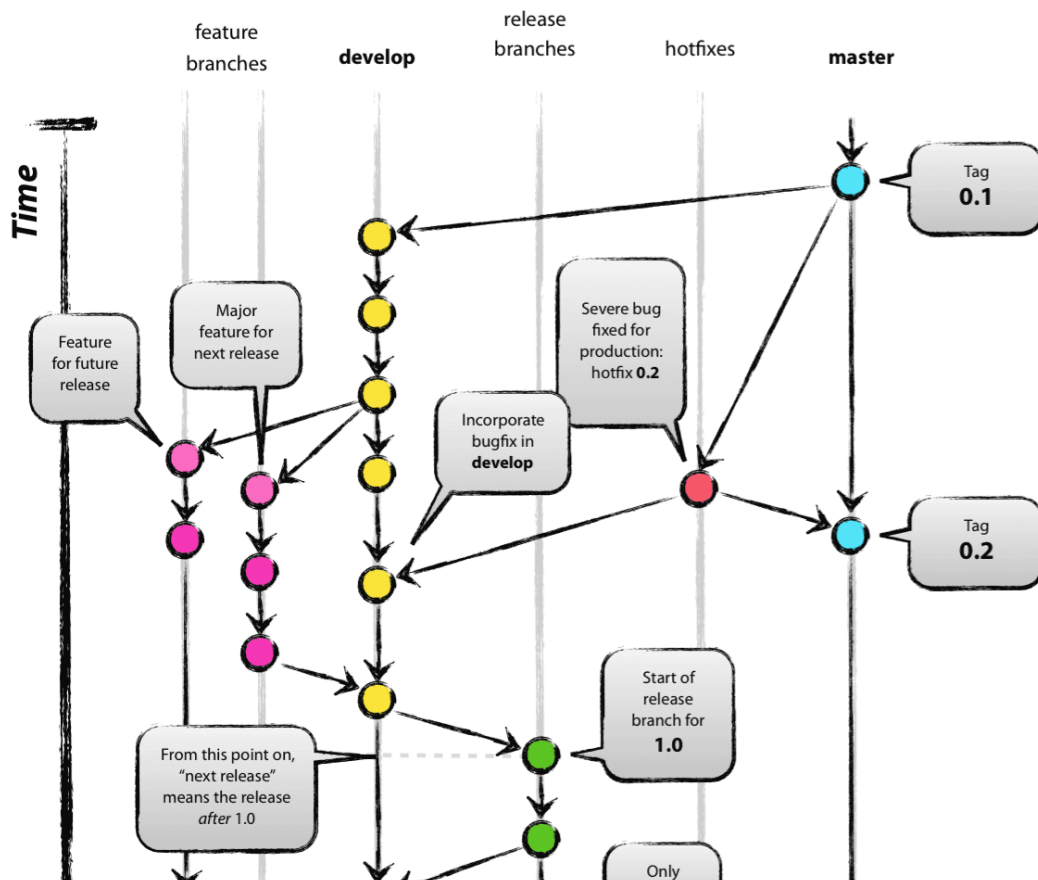 feature
branches
develop
release
branches
hotfixes
master
Time
Tag
0.1
Feature
for future
release
Major
feature for
next release
Severe bug
fixed for
production:
hotfix 0.2
Incorporate
bugfix in
develop
Tag
0.2
Start of
release
branch for
1.0
From this point on,
“next release”
means the release
after 1.0
Only